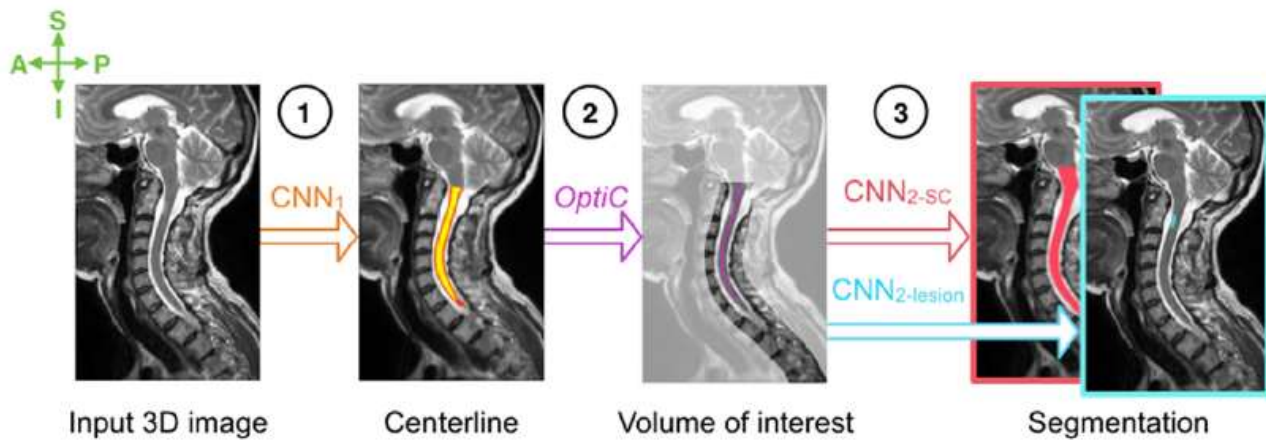 S
A P
I
1
2
3
CNN1
OptiC
CNN2-SC
CNN2-lesion
Input 3D image
Centerline
Volume of interest
Segmentation